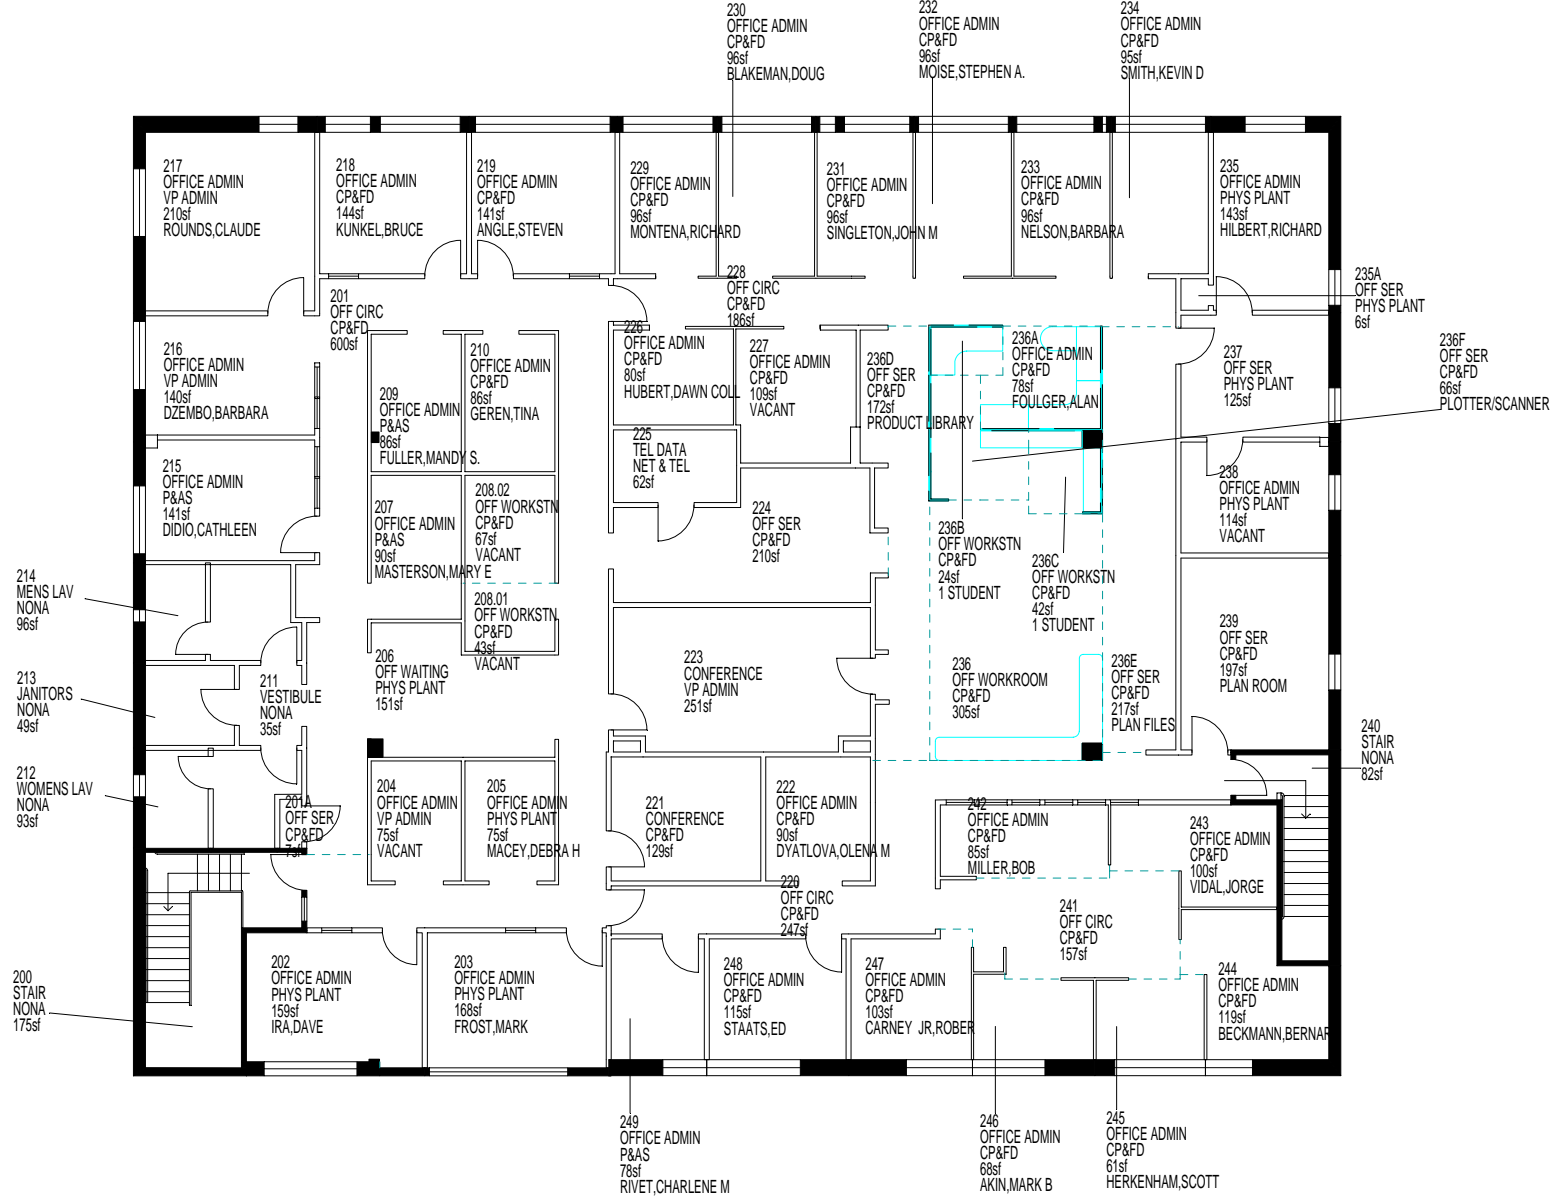 230
OFFICE ADMIN
CP&FD
96sf
BLAKEMAN,DOUG
232
OFFICE ADMIN
CP&FD
96sf
MOISE,STEPHEN A.
234
OFFICE ADMIN
CP&FD
95sf
SMITH,KEVIN D
217
OFFICE ADMIN
VP ADMIN
210sf
ROUNDS,CLAUDE
218
OFFICE ADMIN
CP&FD
144sf
KUNKEL,BRUCE
219
OFFICE ADMIN
CP&FD
141sf
ANGLE,STEVEN
229
OFFICE ADMIN
CP&FD
96sf
MONTENA,RICHARD
231
OFFICE ADMIN
CP&FD
96sf
SINGLETON,JOHN M
233
OFFICE ADMIN
CP&FD
96sf
NELSON,BARBARA
235
OFFICE ADMIN
PHYS PLANT
143sf
HILBERT,RICHARD
235A
OFF SER
PHYS PLANT
6sf
201
OFF CIRC
CP&FD
600sf
228
OFF CIRC
CP&FD
186sf
216
OFFICE ADMIN
VP ADMIN
140sf
DZEMBO,BARBARA
209
OFFICE ADMIN
P&AS
86sf
FULLER,MANDY S.
210
OFFICE ADMIN
CP&FD
86sf
GEREN,TINA
226
OFFICE ADMIN
CP&FD
80sf
HUBERT,DAWN COLL
227
OFFICE ADMIN
CP&FD
109sf
VACANT
236D
OFF SER
CP&FD
172sf
PRODUCT LIBRARY
236A
OFFICE ADMIN
CP&FD
78sf
FOULGER,ALAN
237
OFF SER
PHYS PLANT
125sf
236F
OFF SER
CP&FD
66sf
PLOTTER/SCANNER
215
OFFICE ADMIN
P&AS
141sf
DIDIO,CATHLEEN
207
OFFICE ADMIN
P&AS
90sf
MASTERSON,MARY E
208.02
OFF WORKSTN
CP&FD
67sf
VACANT
225
TEL DATA
NET & TEL
62sf
224
OFF SER
CP&FD
210sf
236B
OFF WORKSTN
CP&FD
24sf
1 STUDENT
236C
OFF WORKSTN
CP&FD
42sf
1 STUDENT
238
OFFICE ADMIN
PHYS PLANT
114sf
VACANT
214
MENS LAV
NONA
96sf
208.01
OFF WORKSTN
CP&FD
43sf
VACANT
213
JANITORS
NONA
49sf
211
VESTIBULE
NONA
35sf
206
OFF WAITING
PHYS PLANT
151sf
223
CONFERENCE
VP ADMIN
251sf
236
OFF WORKROOM
CP&FD
305sf
236E
OFF SER
CP&FD
217sf
PLAN FILES
239
OFF SER
CP&FD
197sf
PLAN ROOM
240
STAIR
NONA
82sf
212
WOMENS LAV
NONA
93sf
201A
OFF SER
CP&FD
7sf
204
OFFICE ADMIN
VP ADMIN
75sf
VACANT
205
OFFICE ADMIN
PHYS PLANT
75sf
MACEY,DEBRA H
221
CONFERENCE
CP&FD
129sf
222
OFFICE ADMIN
CP&FD
90sf
DYATLOVA,OLENA M
242
OFFICE ADMIN
CP&FD
85sf
MILLER,BOB
243
OFFICE ADMIN
CP&FD
100sf
VIDAL,JORGE
220
OFF CIRC
CP&FD
247sf
241
OFF CIRC
CP&FD
157sf
200
STAIR
NONA
175sf
202
OFFICE ADMIN
PHYS PLANT
159sf
IRA,DAVE
203
OFFICE ADMIN
PHYS PLANT
168sf
FROST,MARK
248
OFFICE ADMIN
CP&FD
115sf
STAATS,ED
247
OFFICE ADMIN
CP&FD
103sf
CARNEY JR,ROBER
244
OFFICE ADMIN
CP&FD
119sf
BECKMANN,BERNAR
249
OFFICE ADMIN
P&AS
78sf
RIVET,CHARLENE M
246
OFFICE ADMIN
CP&FD
68sf
AKIN,MARK B
245
OFFICE ADMIN
CP&FD
61sf
HERKENHAM,SCOTT